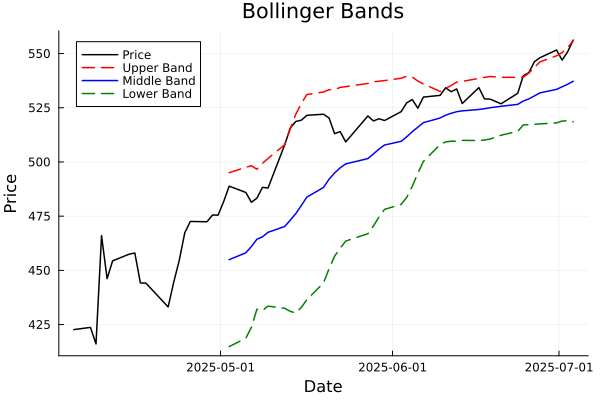 Bollinger Bands
Price
Upper Band
Middle Band
Lower Band
550
525
500
475
450
425
Price
2025-05-01
2025-06-01
2025-07-01
Date